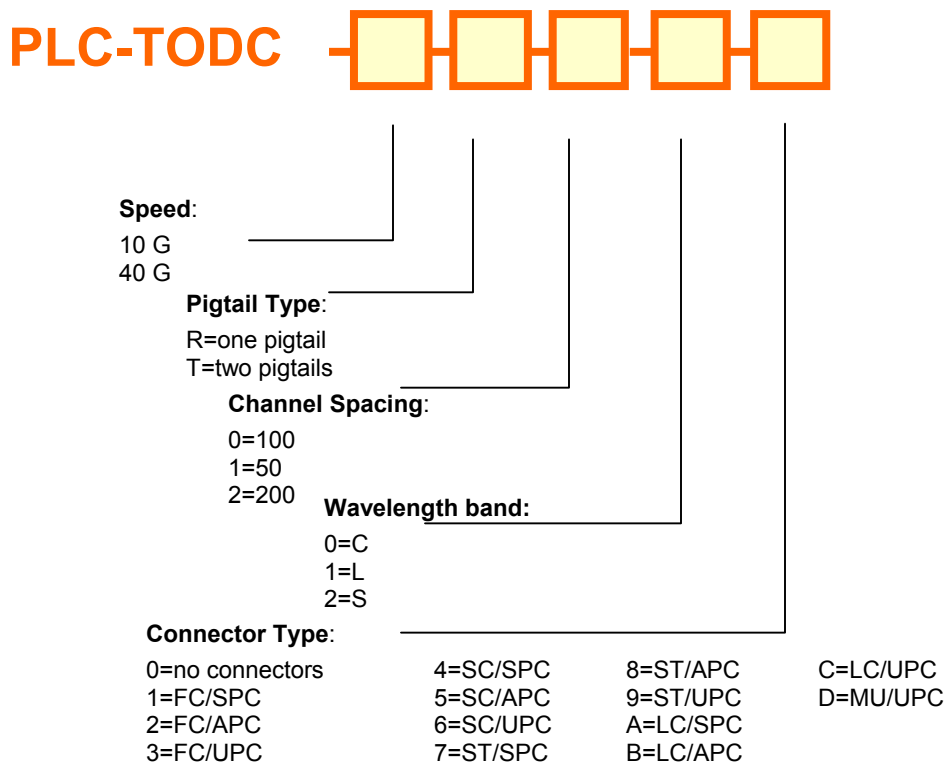 PLC-TODC
Speed:
10 G
40 G
Pigtail Type:
R=one pigtail
T=two pigtails
Channel Spacing:
0=100
1=50
2=200
Wavelength band:
0=C
1=L
2=S
Connector Type:
0=no connectors 4=SC/SPC 8=ST/APC C=LC/UPC
1=FC/SPC 5=SC/APC 9=ST/UPC D=MU/UPC
2=FC/APC 6=SC/UPC A=LC/SPC
3=FC/UPC 7=ST/SPC B=LC/APC